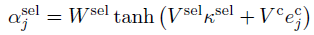 α_j^sel = W^sel tanh (V^sel κ^sel + V^c e_j^c)